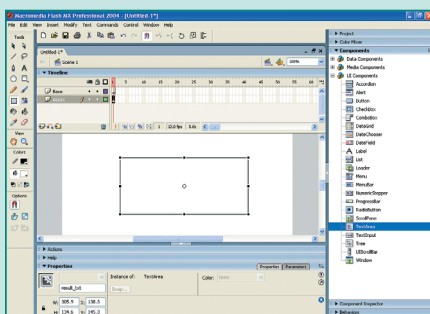 Macromedia Flash MX Professional 2004 - [Untitled-1*]
File Edit View Insert Modify Text Commands Control Window Help
Tools
View
Colors
Options
Untitled-1*
Scene 1
100%
Timeline
1 5 10 15 20 25 30 35 40 45 50 55 60
Base
1 12.0 fps 0.0s
Actions
Help
Properties
Properties Parameters
Instance of: TextArea
Color: None
result_txt
Swap...
W: 305.9 X: 138.5
H: 134.6 Y: 145.2
Project
Color Mixer
Components
Data Components
Media Components
UI Components
Accordion
Alert
Button
CheckBox
ComboBox
DataGrid
DateChooser
DateField
Label
List
Loader
Menu
MenuBar
NumericStepper
ProgressBar
RadioButton
ScrollPane
TextArea
TextInput
Tree
UIScrollBar
Window
Component Inspector
Behaviors